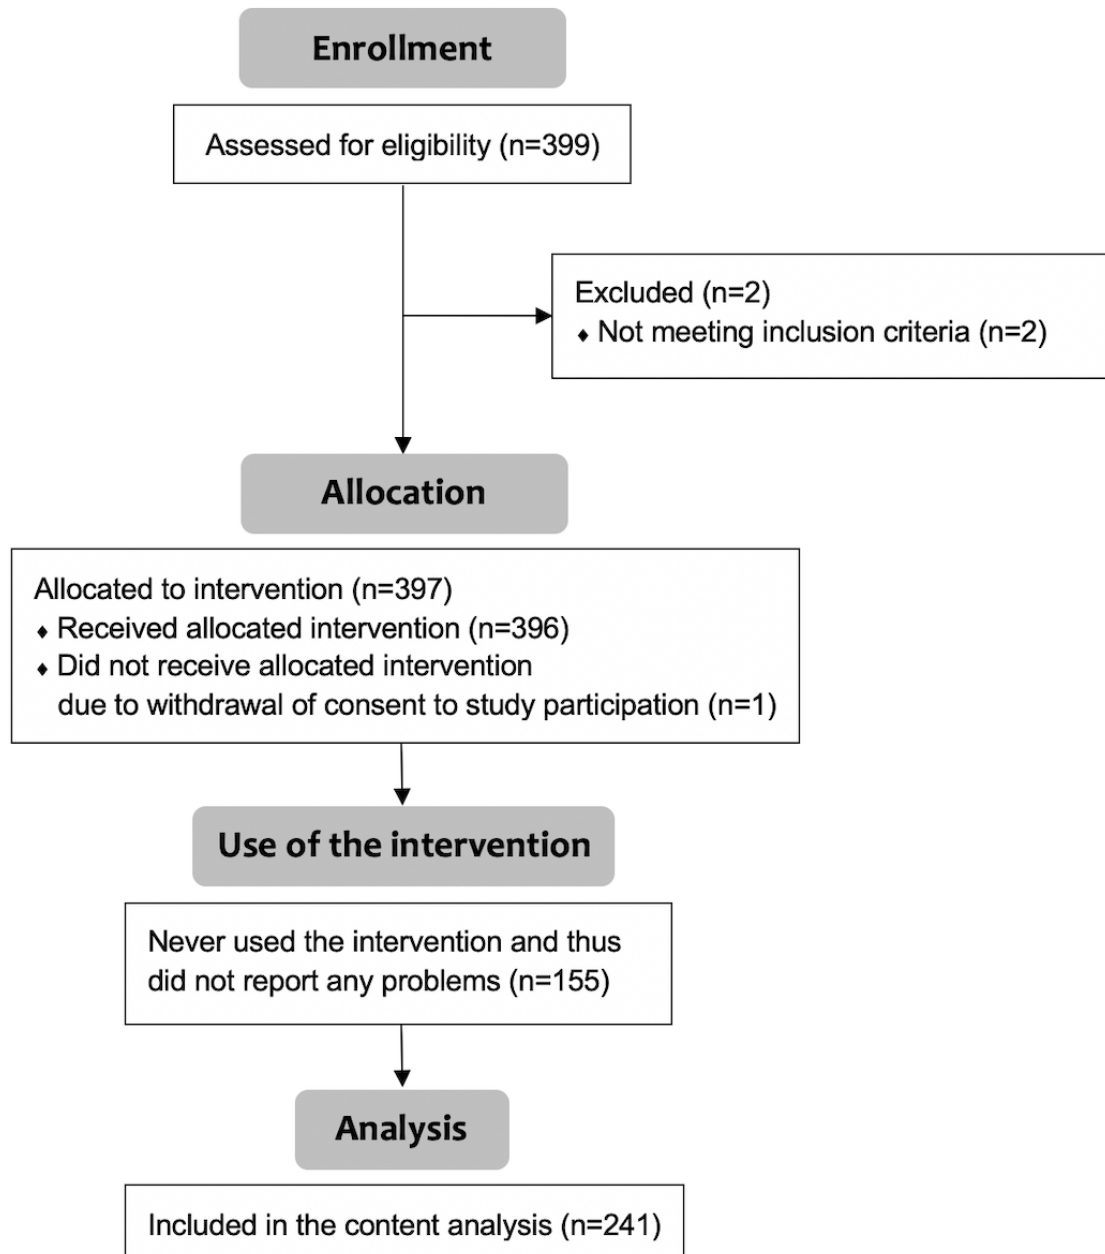 Enrollment
Assessed for eligibility (n=399)
Excluded (n=2)
♦ Not meeting inclusion criteria (n=2)
Allocation
Allocated to intervention (n=397)
♦ Received allocated intervention (n=396)
♦ Did not receive allocated intervention
due to withdrawal of consent to study participation (n=1)
Use of the intervention
Never used the intervention and thus
did not report any problems (n=155)
Analysis
Included in the content analysis (n=241)